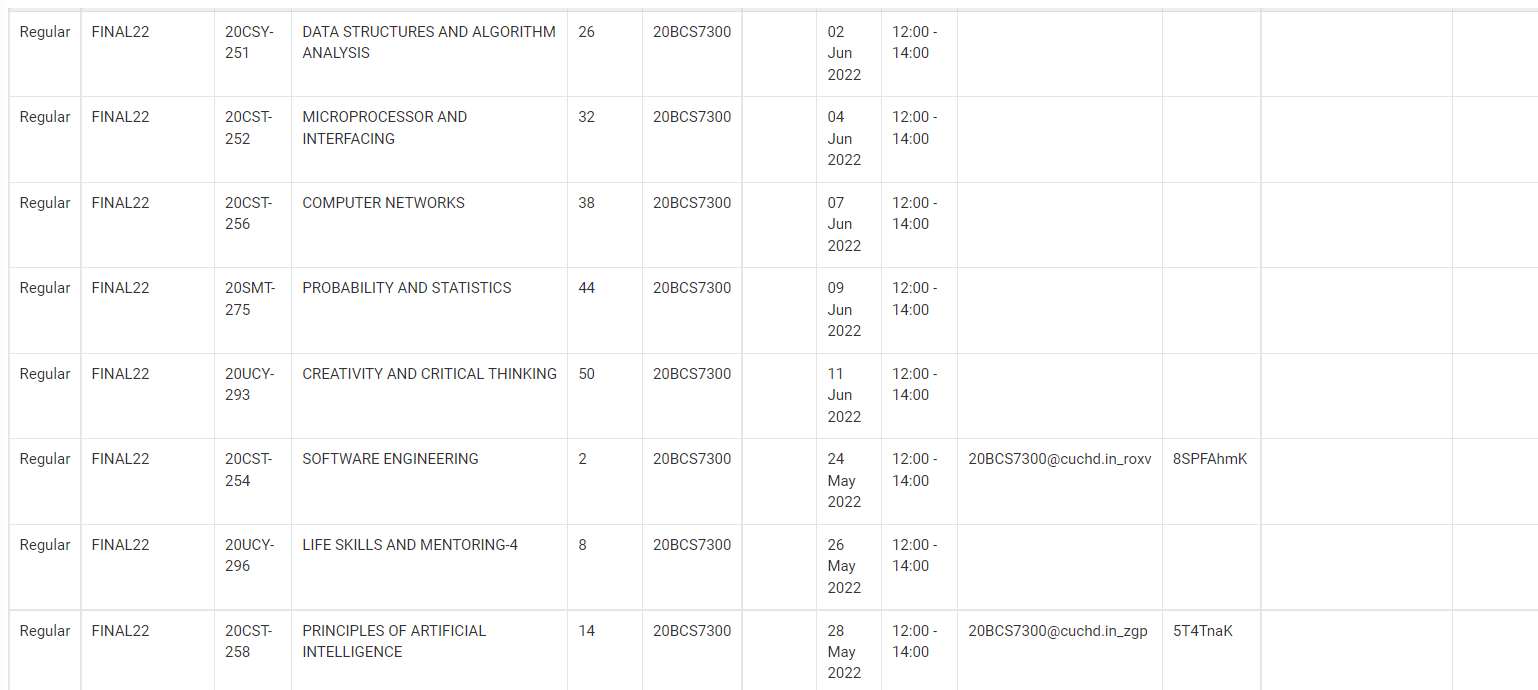 Regular FINAL22 20CSY- DATA STRUCTURES AND ALGORITHM 26 20BCS7300 02 12:00 -
251 ANALYSIS Jun 14:00
2022
Regular FINAL22 20CST- MICROPROCESSOR AND 32 20BCS7300 04 12:00 -
252 INTERFACING Jun 14:00
2022
Regular FINAL22 20CST- COMPUTER NETWORKS 38 20BCS7300 07 12:00 -
256 Jun 14:00
2022
Regular FINAL22 20SMT- PROBABILITY AND STATISTICS 44 20BCS7300 09 12:00 -
275 Jun 14:00
2022
Regular FINAL22 20UCY- CREATIVITY AND CRITICAL THINKING 50 20BCS7300 11 12:00 -
293 Jun 14:00
2022
Regular FINAL22 20CST- SOFTWARE ENGINEERING 2 20BCS7300 24 12:00 - 20BCS7300@cuchd.in_roxv 8SPFAhmK
254 May 14:00
2022
Regular FINAL22 20UCY- LIFE SKILLS AND MENTORING-4 8 20BCS7300 26 12:00 -
296 May 14:00
2022
Regular FINAL22 20CST- PRINCIPLES OF ARTIFICIAL 14 20BCS7300 28 12:00 - 20BCS7300@cuchd.in_zgp 5T4TnaK
258 INTELLIGENCE May 14:00
2022